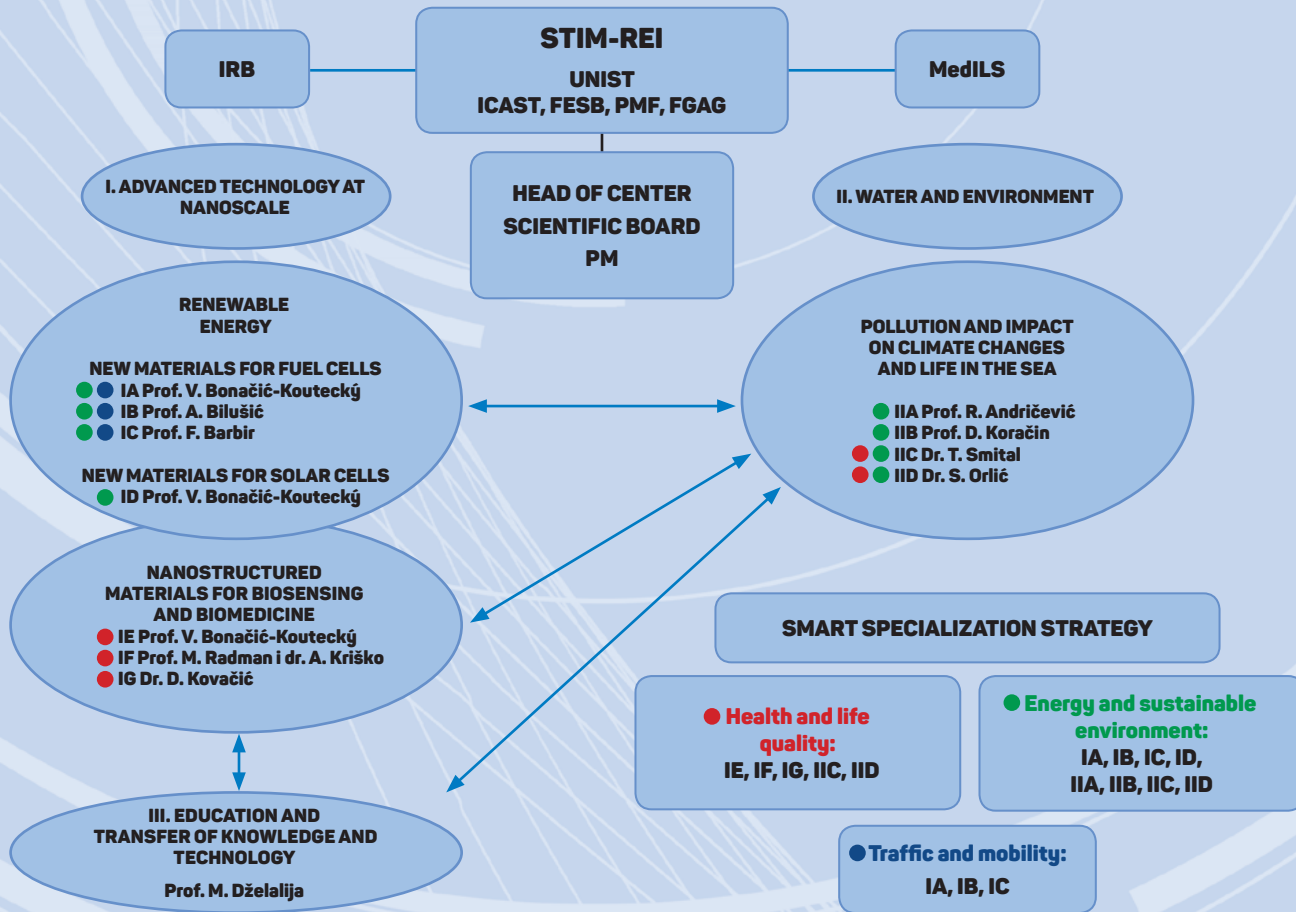 IRB
STIM-REI
UNIST
ICAST, FESB, PMF, FGAG
MedILS
I. ADVANCED TECHNOLOGY AT
NANOSCALE
HEAD OF CENTER
SCIENTIFIC BOARD
PM
II. WATER AND ENVIRONMENT
RENEWABLE
ENERGY
NEW MATERIALS FOR FUEL CELLS
IA Prof. V. Bonačić-Koutecký
IB Prof. A. Bilušić
IC Prof. F. Barbir
NEW MATERIALS FOR SOLAR CELLS
ID Prof. V. Bonačić-Koutecký
POLLUTION AND IMPACT
ON CLIMATE CHANGES
AND LIFE IN THE SEA
IIA Prof. R. Andričević
IIB Prof. D. Koračin
IIC Dr. T. Smital
IID Dr. S. Orlić
NANOSTRUCTURED
MATERIALS FOR BIOSENSING
AND BIOMEDICINE
IE Prof. V. Bonačić-Koutecký
IF Prof. M. Radman i dr. A. Kriško
IG Dr. D. Kovačić
III. EDUCATION AND
TRANSFER OF KNOWLEDGE AND
TECHNOLOGY
Prof. M. Dželalija
SMART SPECIALIZATION STRATEGY
Health and life
quality:
IE, IF, IG, IIC, IID
Energy and sustainable
environment:
IA, IB, IC, ID,
IIA, IIB, IIC, IID
Traffic and mobility:
IA, IB, IC